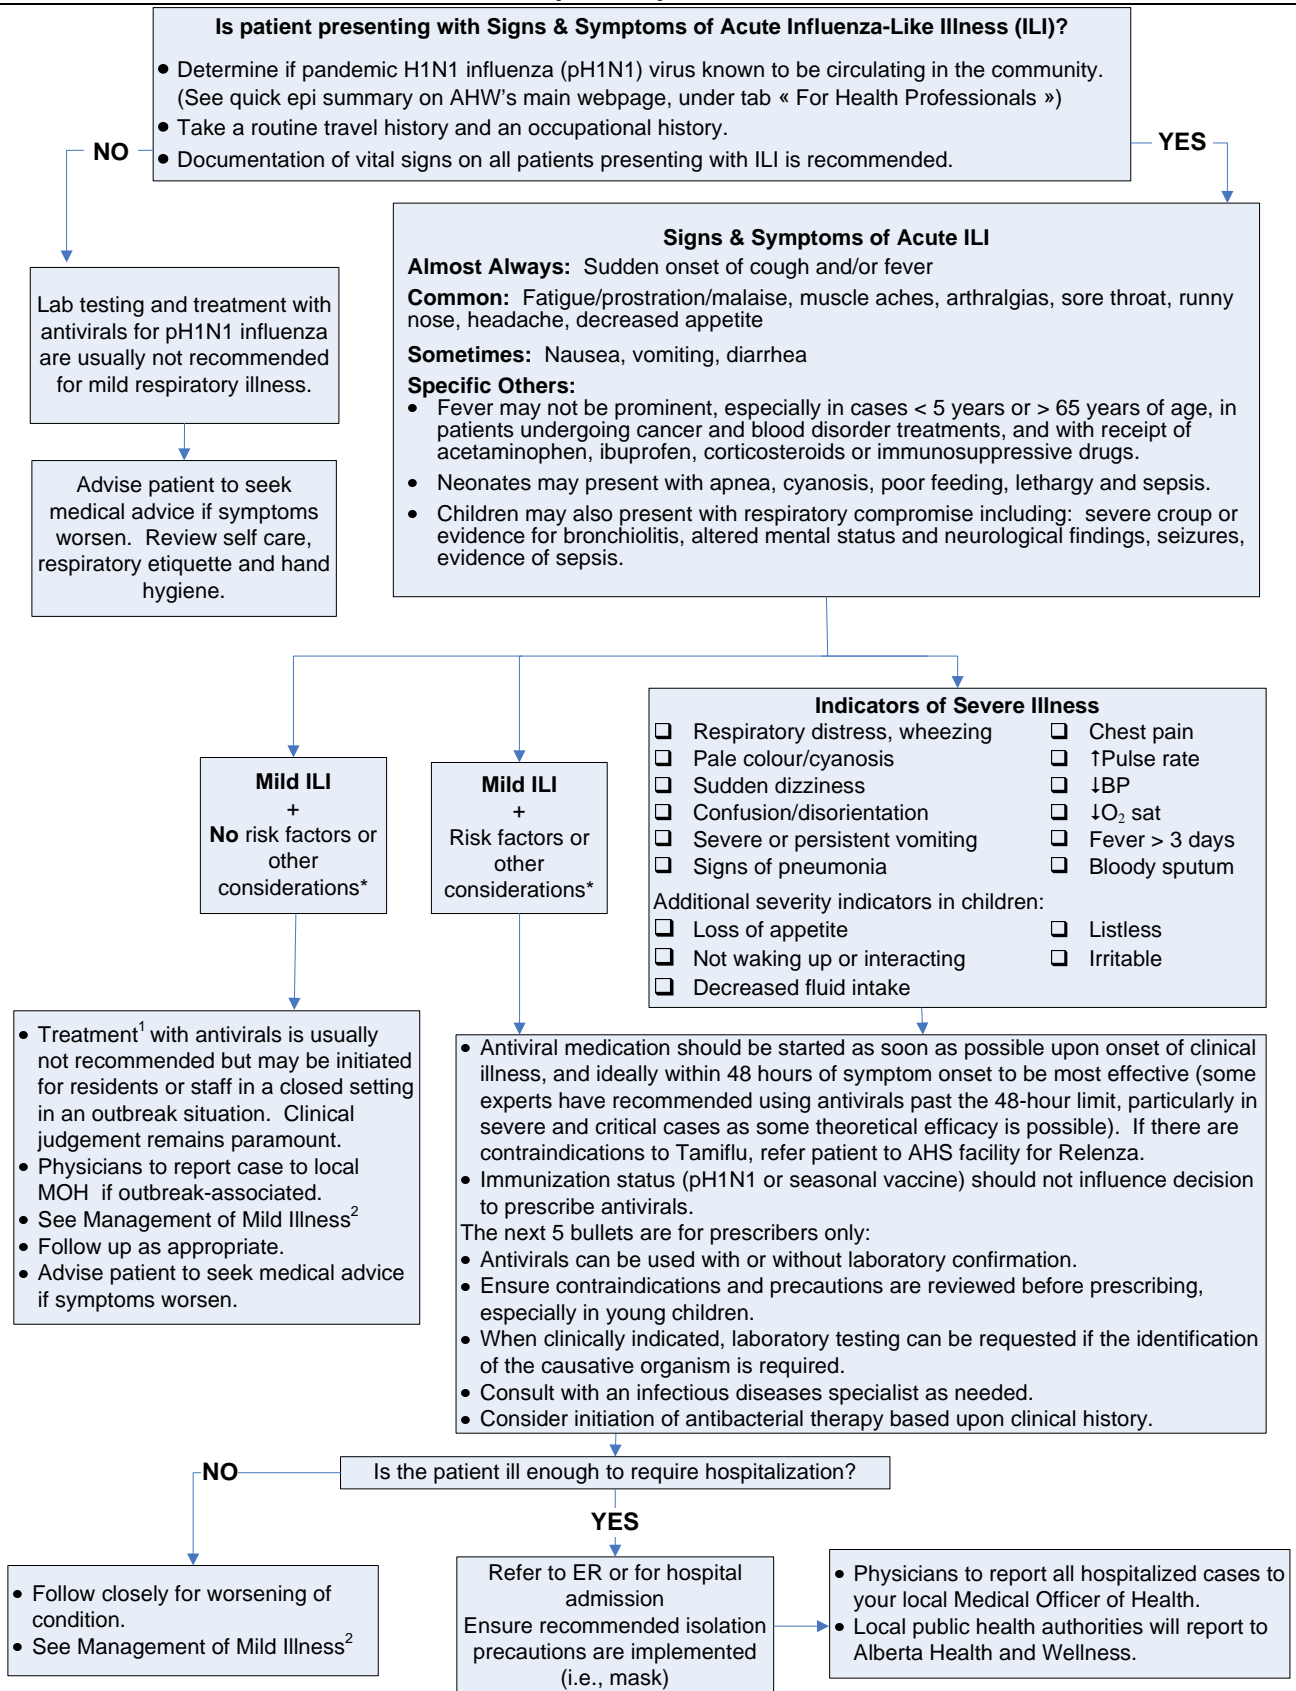 Is patient presenting with Signs & Symptoms of Acute Influenza-Like Illness (ILI)?
• Determine if pandemic H1N1 influenza (pH1N1) virus known to be circulating in the community.
(See quick epi summary on AHW's main webpage, under tab « For Health Professionals »)
• Take a routine travel history and an occupational history.
• Documentation of vital signs on all patients presenting with ILI is recommended.
NO
YES
Lab testing and treatment with
antivirals for pH1N1 influenza
are usually not recommended
for mild respiratory illness.
Advise patient to seek
medical advice if symptoms
worsen. Review self care,
respiratory etiquette and hand
hygiene.
Signs & Symptoms of Acute ILI
Almost Always: Sudden onset of cough and/or fever
Common: Fatigue/prostration/malaise, muscle aches, arthralgias, sore throat, runny
nose, headache, decreased appetite
Sometimes: Nausea, vomiting, diarrhea
Specific Others:
• Fever may not be prominent, especially in cases < 5 years or > 65 years of age, in
patients undergoing cancer and blood disorder treatments, and with receipt of
acetaminophen, ibuprofen, corticosteroids or immunosuppressive drugs.
• Neonates may present with apnea, cyanosis, poor feeding, lethargy and sepsis.
• Children may also present with respiratory compromise including: severe croup or
evidence for bronchiolitis, altered mental status and neurological findings, seizures,
evidence of sepsis.
Mild ILI
+
No risk factors or
other
considerations*
Mild ILI
+
Risk factors or
other
considerations*
Indicators of Severe Illness
❑ Respiratory distress, wheezing ❑ Chest pain
❑ Pale colour/cyanosis ❑ ↑Pulse rate
❑ Sudden dizziness ❑ ↓BP
❑ Confusion/disorientation ❑ ↓O₂ sat
❑ Severe or persistent vomiting ❑ Fever > 3 days
❑ Signs of pneumonia ❑ Bloody sputum
Additional severity indicators in children:
❑ Loss of appetite ❑ Listless
❑ Not waking up or interacting ❑ Irritable
❑ Decreased fluid intake
• Treatment¹ with antivirals is usually
not recommended but may be initiated
for residents or staff in a closed setting
in an outbreak situation. Clinical
judgement remains paramount.
• Physicians to report case to local
MOH if outbreak-associated.
• See Management of Mild Illness²
• Follow up as appropriate.
• Advise patient to seek medical advice
if symptoms worsen.
• Antiviral medication should be started as soon as possible upon onset of clinical
illness, and ideally within 48 hours of symptom onset to be most effective (some
experts have recommended using antivirals past the 48-hour limit, particularly in
severe and critical cases as some theoretical efficacy is possible). If there are
contraindications to Tamiflu, refer patient to AHS facility for Relenza.
• Immunization status (pH1N1 or seasonal vaccine) should not influence decision
to prescribe antivirals.
The next 5 bullets are for prescribers only:
• Antivirals can be used with or without laboratory confirmation.
• Ensure contraindications and precautions are reviewed before prescribing,
especially in young children.
• When clinically indicated, laboratory testing can be requested if the identification
of the causative organism is required.
• Consult with an infectious diseases specialist as needed.
• Consider initiation of antibacterial therapy based upon clinical history.
Is the patient ill enough to require hospitalization?
NO
YES
• Follow closely for worsening of
condition.
• See Management of Mild Illness²
Refer to ER or for hospital
admission
Ensure recommended isolation
precautions are implemented
(i.e., mask)
• Physicians to report all hospitalized cases to
your local Medical Officer of Health.
• Local public health authorities will report to
Alberta Health and Wellness.